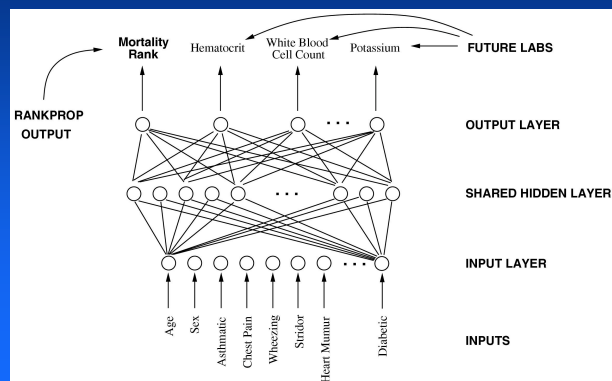 Mortality
Rank
Hematocrit
White Blood
Cell Count
Potassium
FUTURE LABS
RANKPROP
OUTPUT
OUTPUT LAYER
SHARED HIDDEN LAYER
INPUT LAYER
Age
Sex
Asthmatic
Chest Pain
Wheezing
Stridor
Heart Mumur
Diabetic
INPUTS